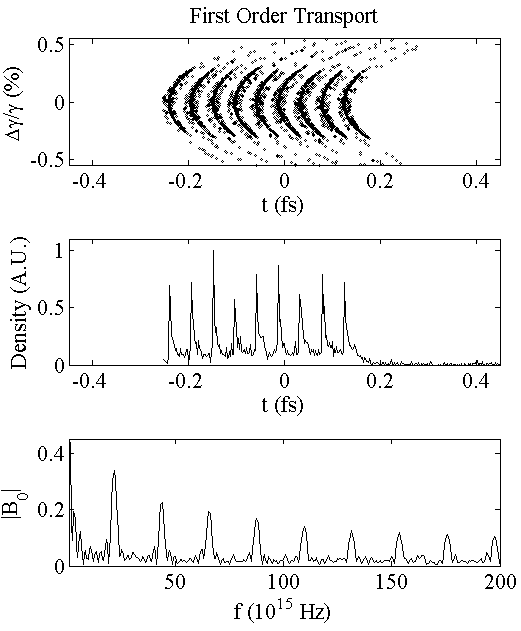 First Order Transport
0.5
0
-0.5
Δγ/γ (%)
-0.4 -0.2 0 0.2 0.4
t (fs)
1
0.5
0
Density (A.U.)
-0.4 -0.2 0 0.2 0.4
t (fs)
0.4
0.2
0
|B₀|
50 100 150 200
f (10¹⁵ Hz)